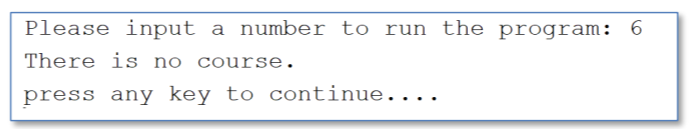 Please input a number to run the program: 6
There is no course.
press any key to continue....